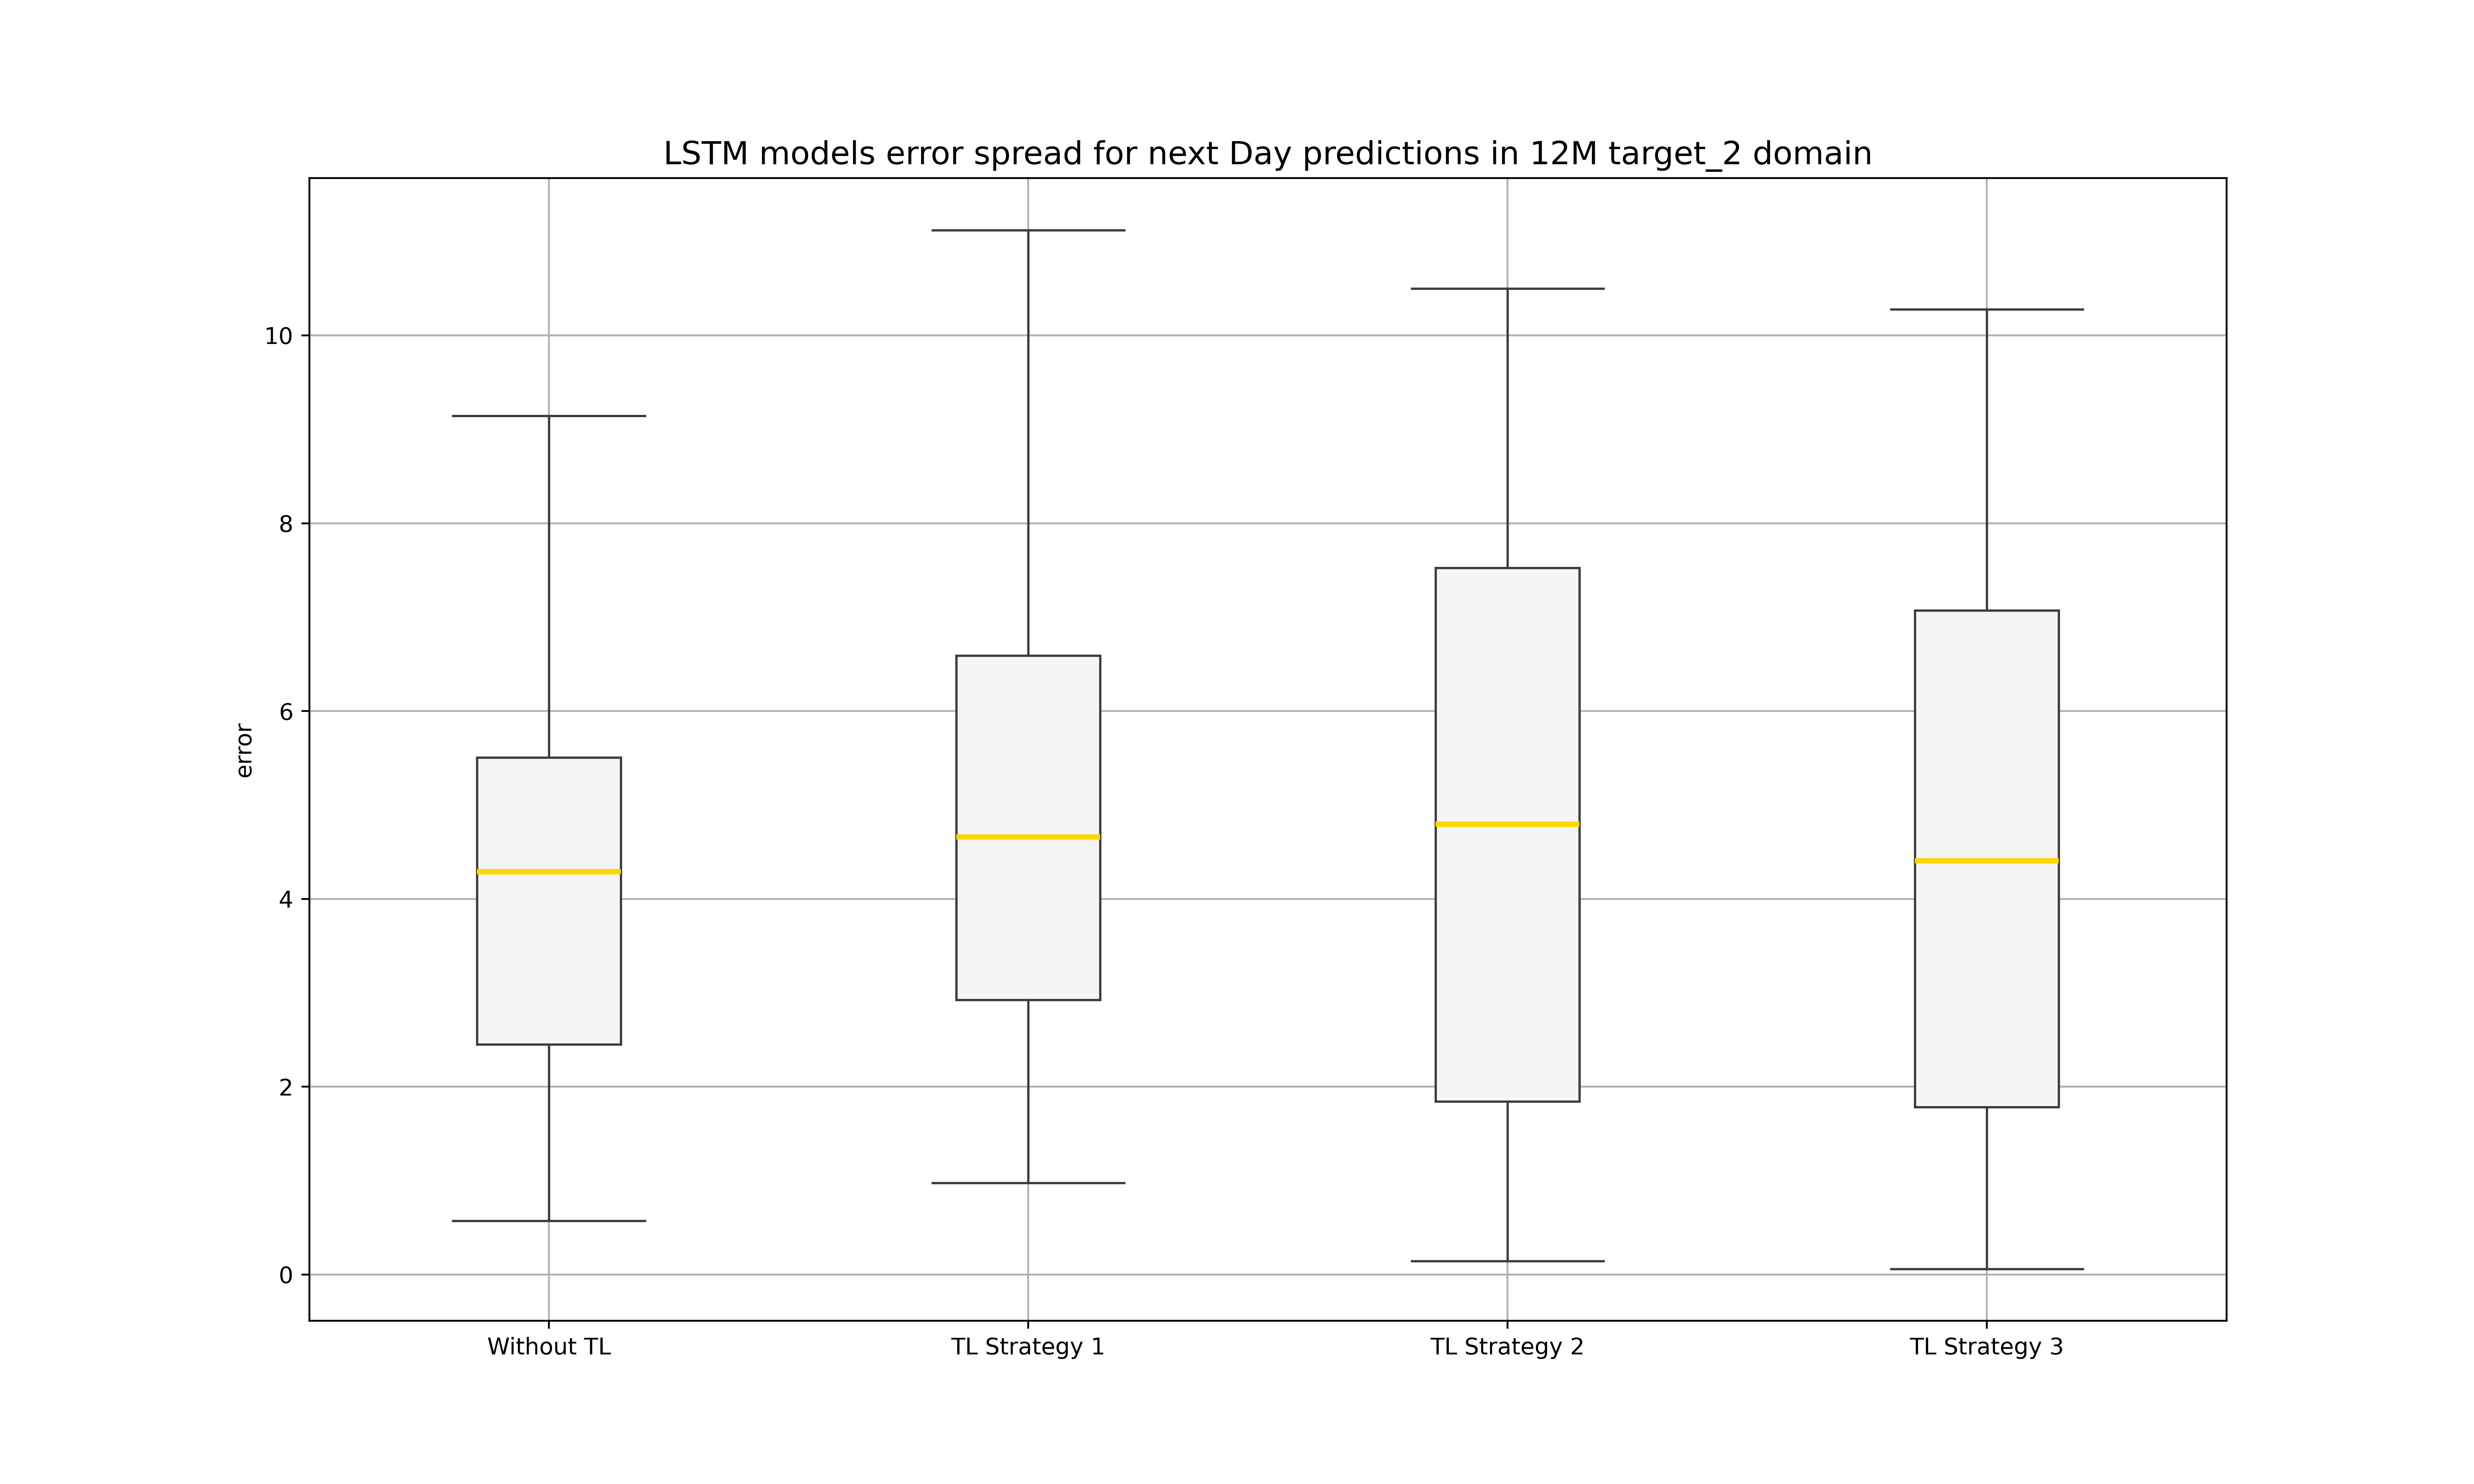 LSTM models error spread for next Day predictions in 12M target_2 domain
error
10
8
6
4
2
0
Without TL
TL Strategy 1
TL Strategy 2
TL Strategy 3